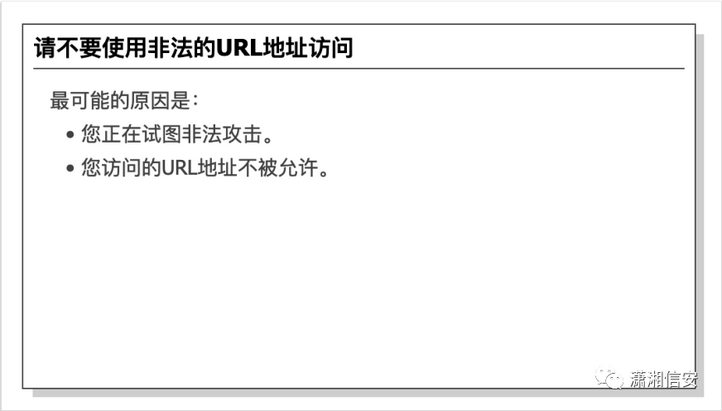 请不要使用非法的URL地址访问
最可能的原因是：
• 您正在试图非法攻击。
• 您访问的URL地址不被允许。
潇湘信安